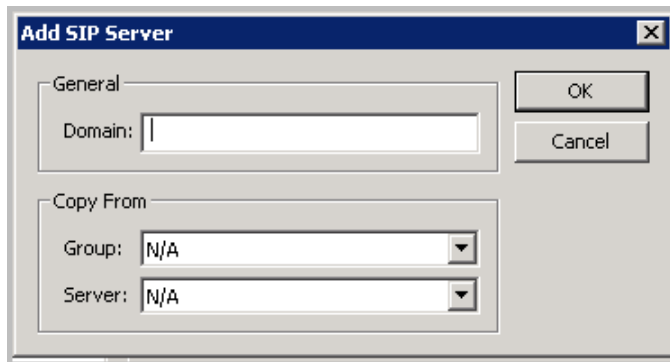 Add SIP Server
General
Domain:
OK
Cancel
Copy From
Group: N/A
Server: N/A